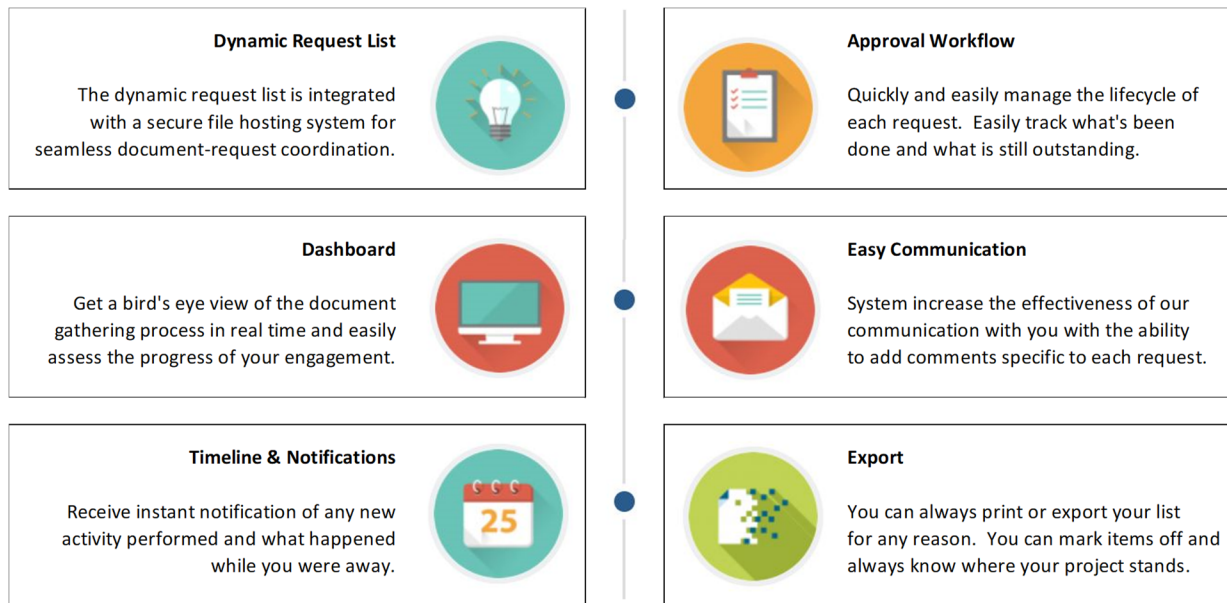 Dynamic Request List
The dynamic request list is integrated
with a secure file hosting system for
seamless document-request coordination.
Approval Workflow
Quickly and easily manage the lifecycle of
each request.  Easily track what's been
done and what is still outstanding.
Dashboard
Get a bird's eye view of the document
gathering process in real time and easily
assess the progress of your engagement.
Easy Communication
System increase the effectiveness of our
communication with you with the ability
to add comments specific to each request.
Timeline & Notifications
Receive instant notification of any new
activity performed and what happened
while you were away.
25
Export
You can always print or export your list
for any reason.  You can mark items off and
always know where your project stands.